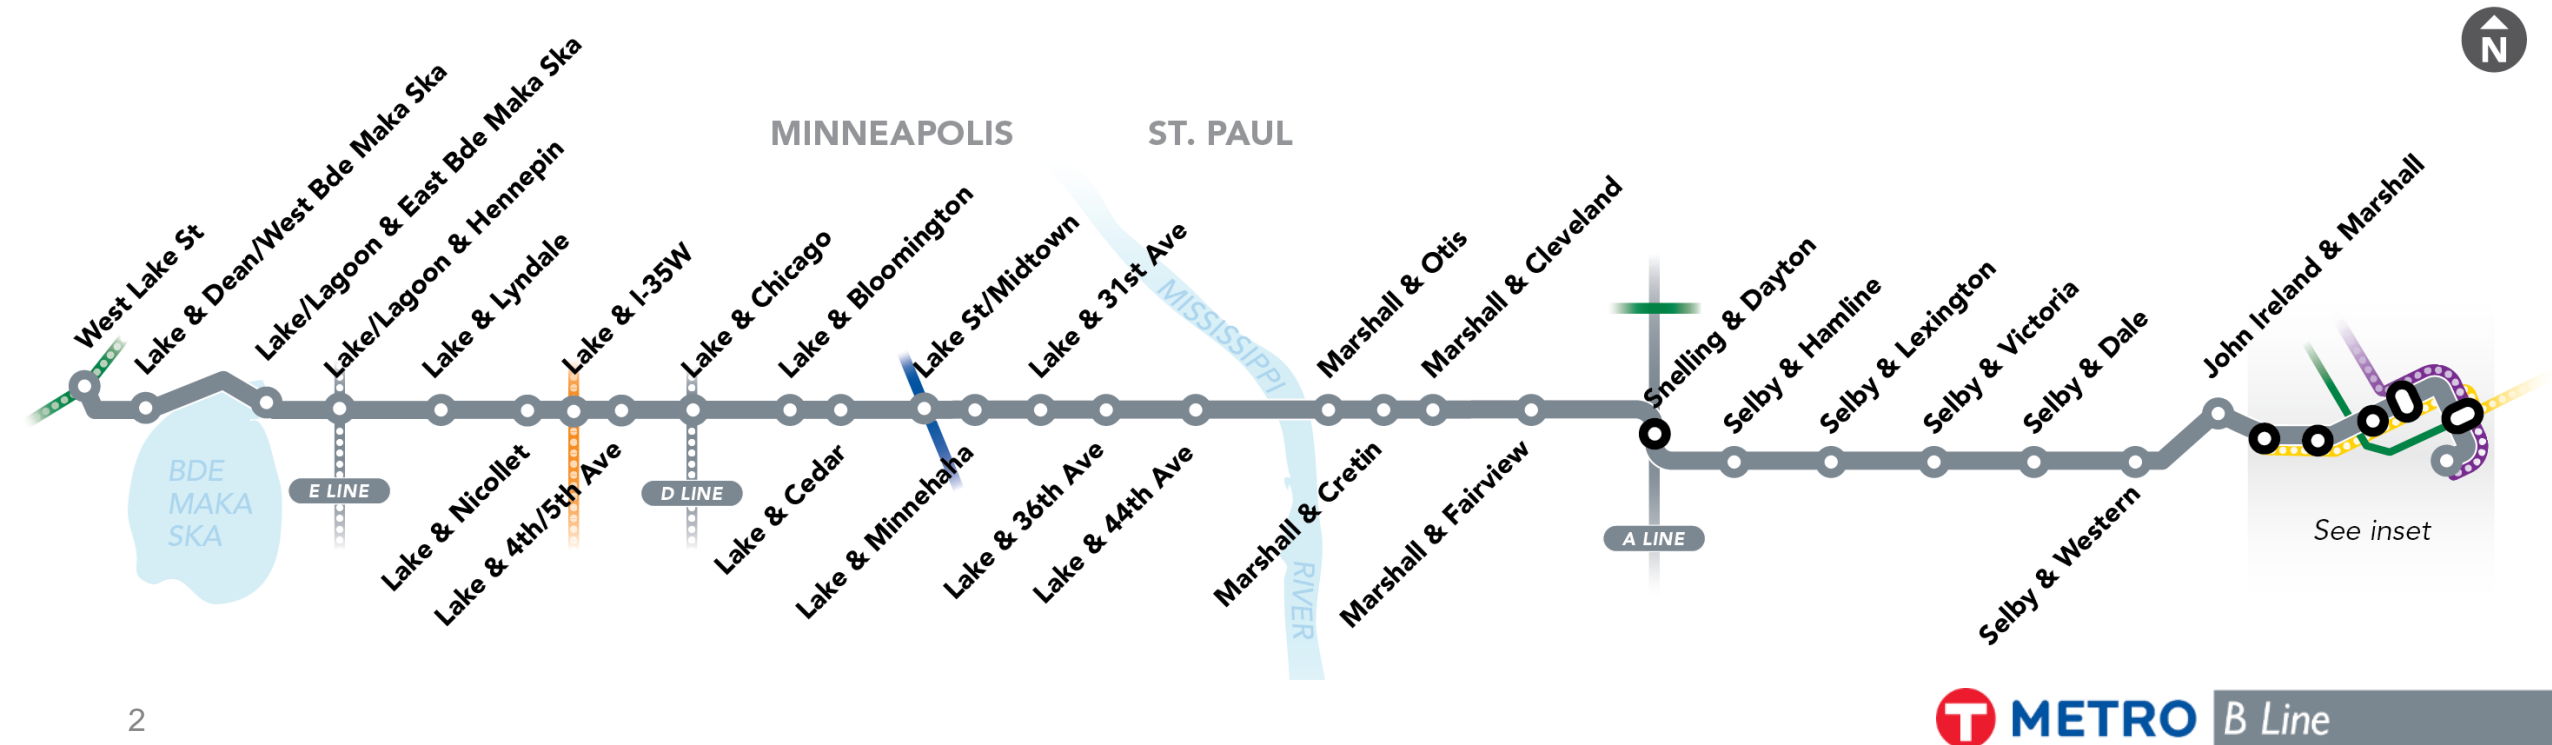 N
MINNEAPOLIS
ST. PAUL
West Lake St
Lake & Dean/West Bde Maka Ska
Lake/Lagoon & East Bde Maka Ska
Lake/Lagoon & Hennepin
Lake & Lyndale
Lake & I-35W
Lake & Chicago
Lake & Bloomington
Lake St/Midtown
Lake & 31st Ave
Marshall & Otis
Marshall & Cleveland
Snelling & Dayton
Selby & Hamline
Selby & Lexington
Selby & Victoria
Selby & Dale
John Ireland & Marshall
MISSISSIPPI
RIVER
BDE
MAKA
SKA
E LINE
D LINE
A LINE
Lake & Nicollet
Lake & 4th/5th Ave
Lake & Cedar
Lake & Minnehaha
Lake & 36th Ave
Lake & 44th Ave
Marshall & Cretin
Marshall & Fairview
Selby & Western
See inset
2
T METRO B Line